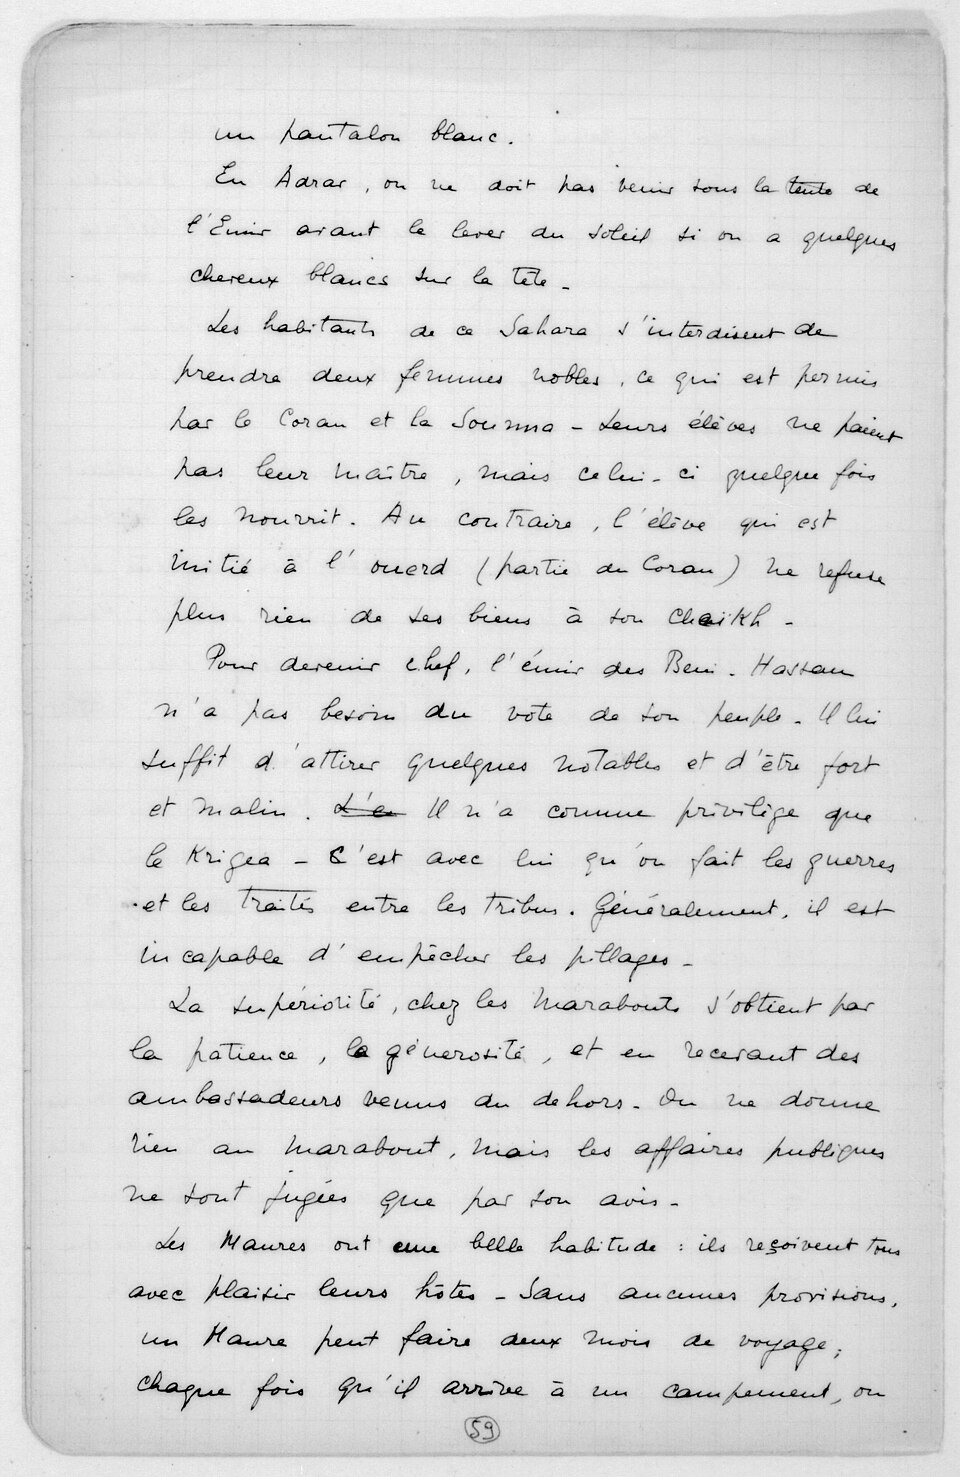 un pantalon blanc.
En Adrar, on ne doit pas venir sous la tente de
l'Emir avant le lever du soleil si on a quelques
cheveux blancs sur la tête -
Les habitants de ce Sahara s'interdisent de
prendre deux femmes nobles, ce qui est permis
par le Coran et la Sounna - Leurs élèves ne paient
pas leur maître, mais celui-ci quelque fois
les nourrit. Au contraire, l'élève qui est
initié à l'ouerd (partie du Coran) ne refuse
plus rien de ses biens à son cheikh -
Pour devenir chef, l'émir des Beni-Hassan
n'a pas besoin du vote de son peuple - Il lui
suffit d'attirer quelques notables et d'être fort
et malin. L'e Il n'a comme privilège que
le Krigea - C'est avec lui qu'on fait les guerres
et les traités entre les tribus. Généralement, il est
incapable d'empêcher les pillages -
La supériorité, chez les Marabouts s'obtient par
la patience, la générosité, et en recevant des
ambassadeurs venus du dehors - On ne donne
rien au marabout, mais les affaires publiques
ne sont jugées que par son avis -
Les Maures ont une belle habitude : ils reçoivent tous
avec plaisir leurs hôtes - Sans aucunes provisions,
un Maure peut faire deux mois de voyage ;
chaque fois qu'il arrive à un campement, on
59